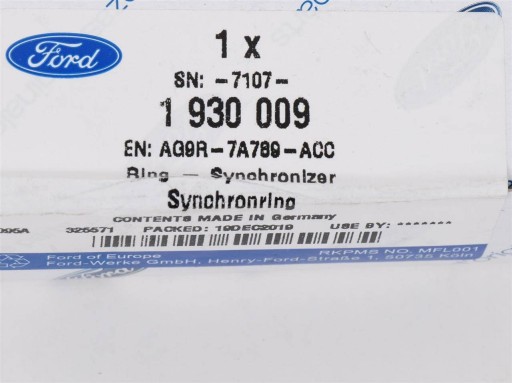 Ford
1 x
SN: -7107-
1 930 009
EN: AG9R-7A789-ACC
Ring - Synchronizer
Synchronring
CONTENTS MADE IN Germany
095A 325571 PACKED: 19DEC2019 USE BY: *******
Ford of Europe RKPMS NO. MFL001
Ford-Werke GmbH, Henry-Ford-Straße 1, 50735 Köln